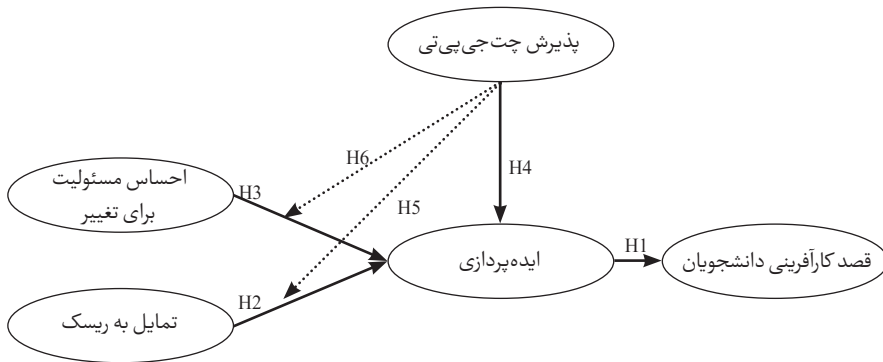 پذیرش چت‌جی‌پی‌تی
H6
H4
احساس مسئولیت
برای تغییر
H3
H5
ایده‌پردازی
H1
قصد کارآفرینی دانشجویان
H2
تمایل به ریسک